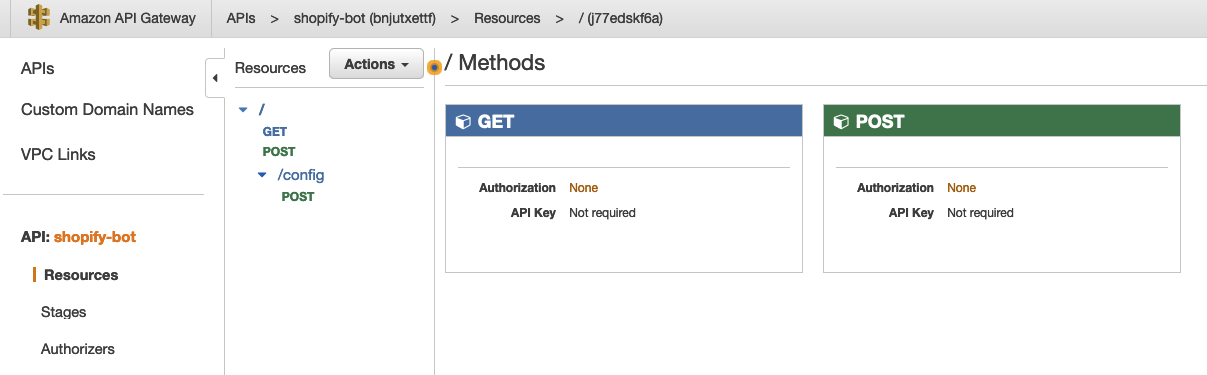 Amazon API Gateway
APIs > shopify-bot (bnjutxettf) > Resources > / (j77edskf6a)
APIs
Custom Domain Names
VPC Links
API: shopify-bot
Resources
Stages
Authorizers
Resources
Actions
/
GET
POST
/config
POST
/ Methods
GET
Authorization None
API Key Not required
POST
Authorization None
API Key Not required